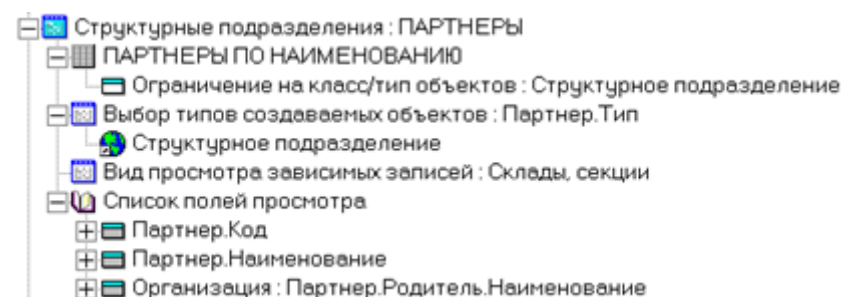 Структурные подразделения : ПАРТНЕРЫ
ПАРТНЕРЫ ПО НАИМЕНОВАНИЮ
Ограничение на класс/тип объектов : Структурное подразделение
Выбор типов создаваемых объектов : Партнер.Тип
Структурное подразделение
Вид просмотра зависимых записей : Склады, секции
Список полей просмотра
Партнер.Код
Партнер.Наименование
Организация : Партнер.Родитель.Наименование